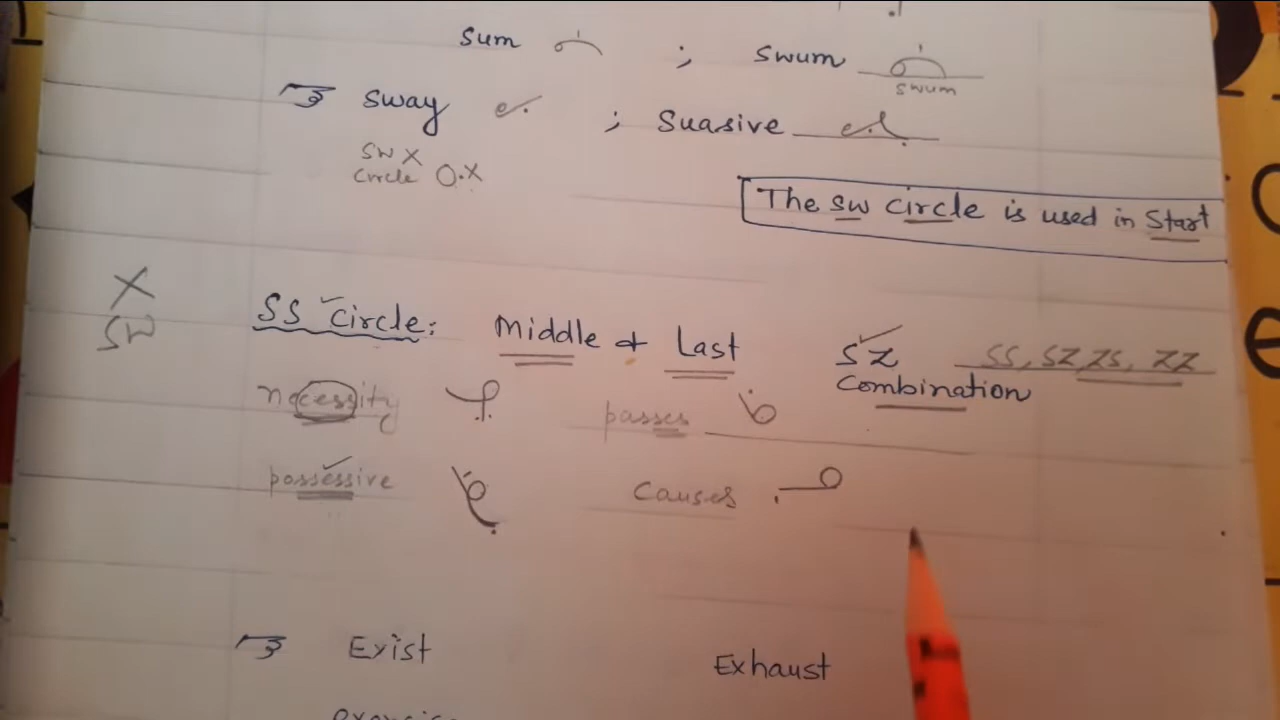 Sum ; Swum
Swum
Sway ; Suasive
SW X
Circle O.X
The SW Circle is used in Start
X
SW
SS Circle: Middle & Last SZ SS, SZ, ZS, ZZ
Combination
necessity passes
possessive Causes
Exist Exhaust